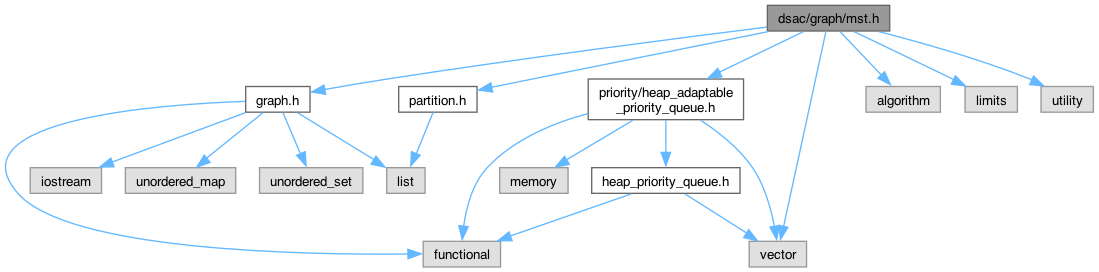 dsac/graph/mst.h
graph.h
partition.h
priority/heap_adaptable
_priority_queue.h
algorithm
limits
utility
iostream
unordered_map
unordered_set
list
memory
heap_priority_queue.h
functional
vector